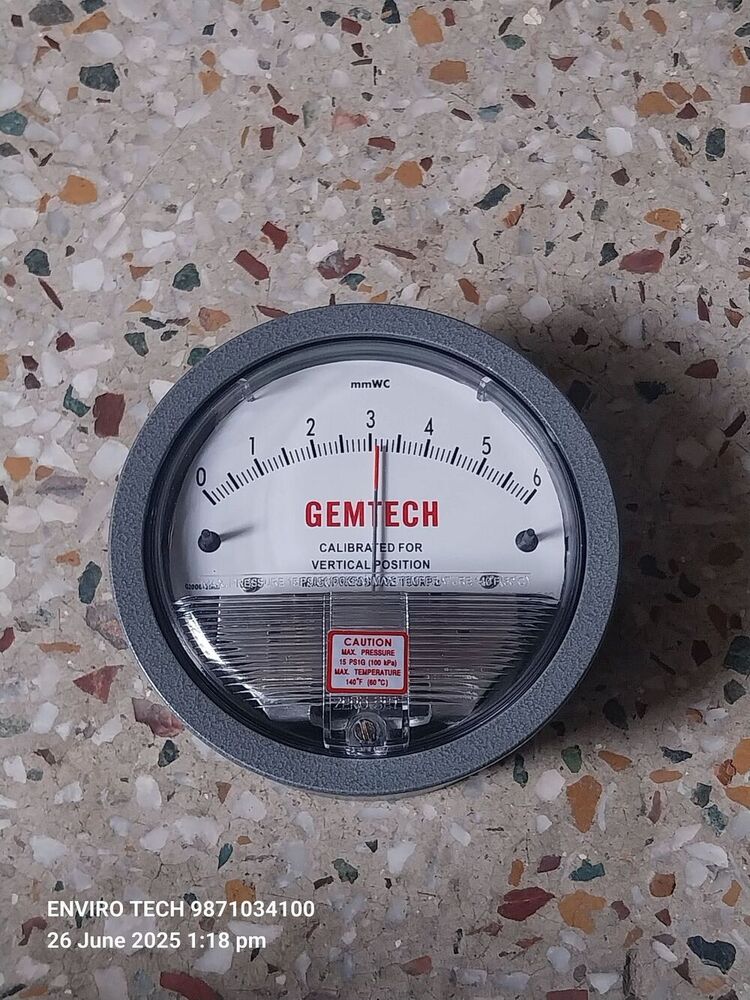 mmWC
0 1 2 3 4 5 6
GEMTECH
CALIBRATED FOR
VERTICAL POSITION
CAUTION
MAX. PRESSURE
15 PSIG (100 kPa)
MAX. TEMPERATURE
140°F (60°C)
ENVIRO TECH 9871034100
26 June 2025 1:18 pm